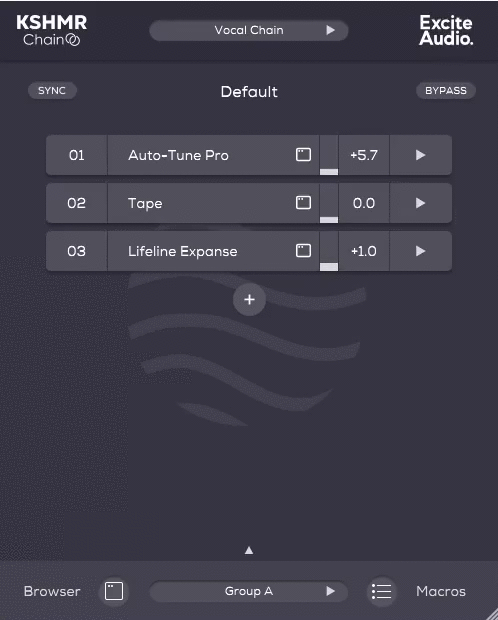 KSHMR
Chain
Vocal Chain
Excite
Audio.
SYNC
Default
BYPASS
01 Auto-Tune Pro +5.7
02 Tape 0.0
03 Lifeline Expanse +1.0
+
Browser Group A Macros